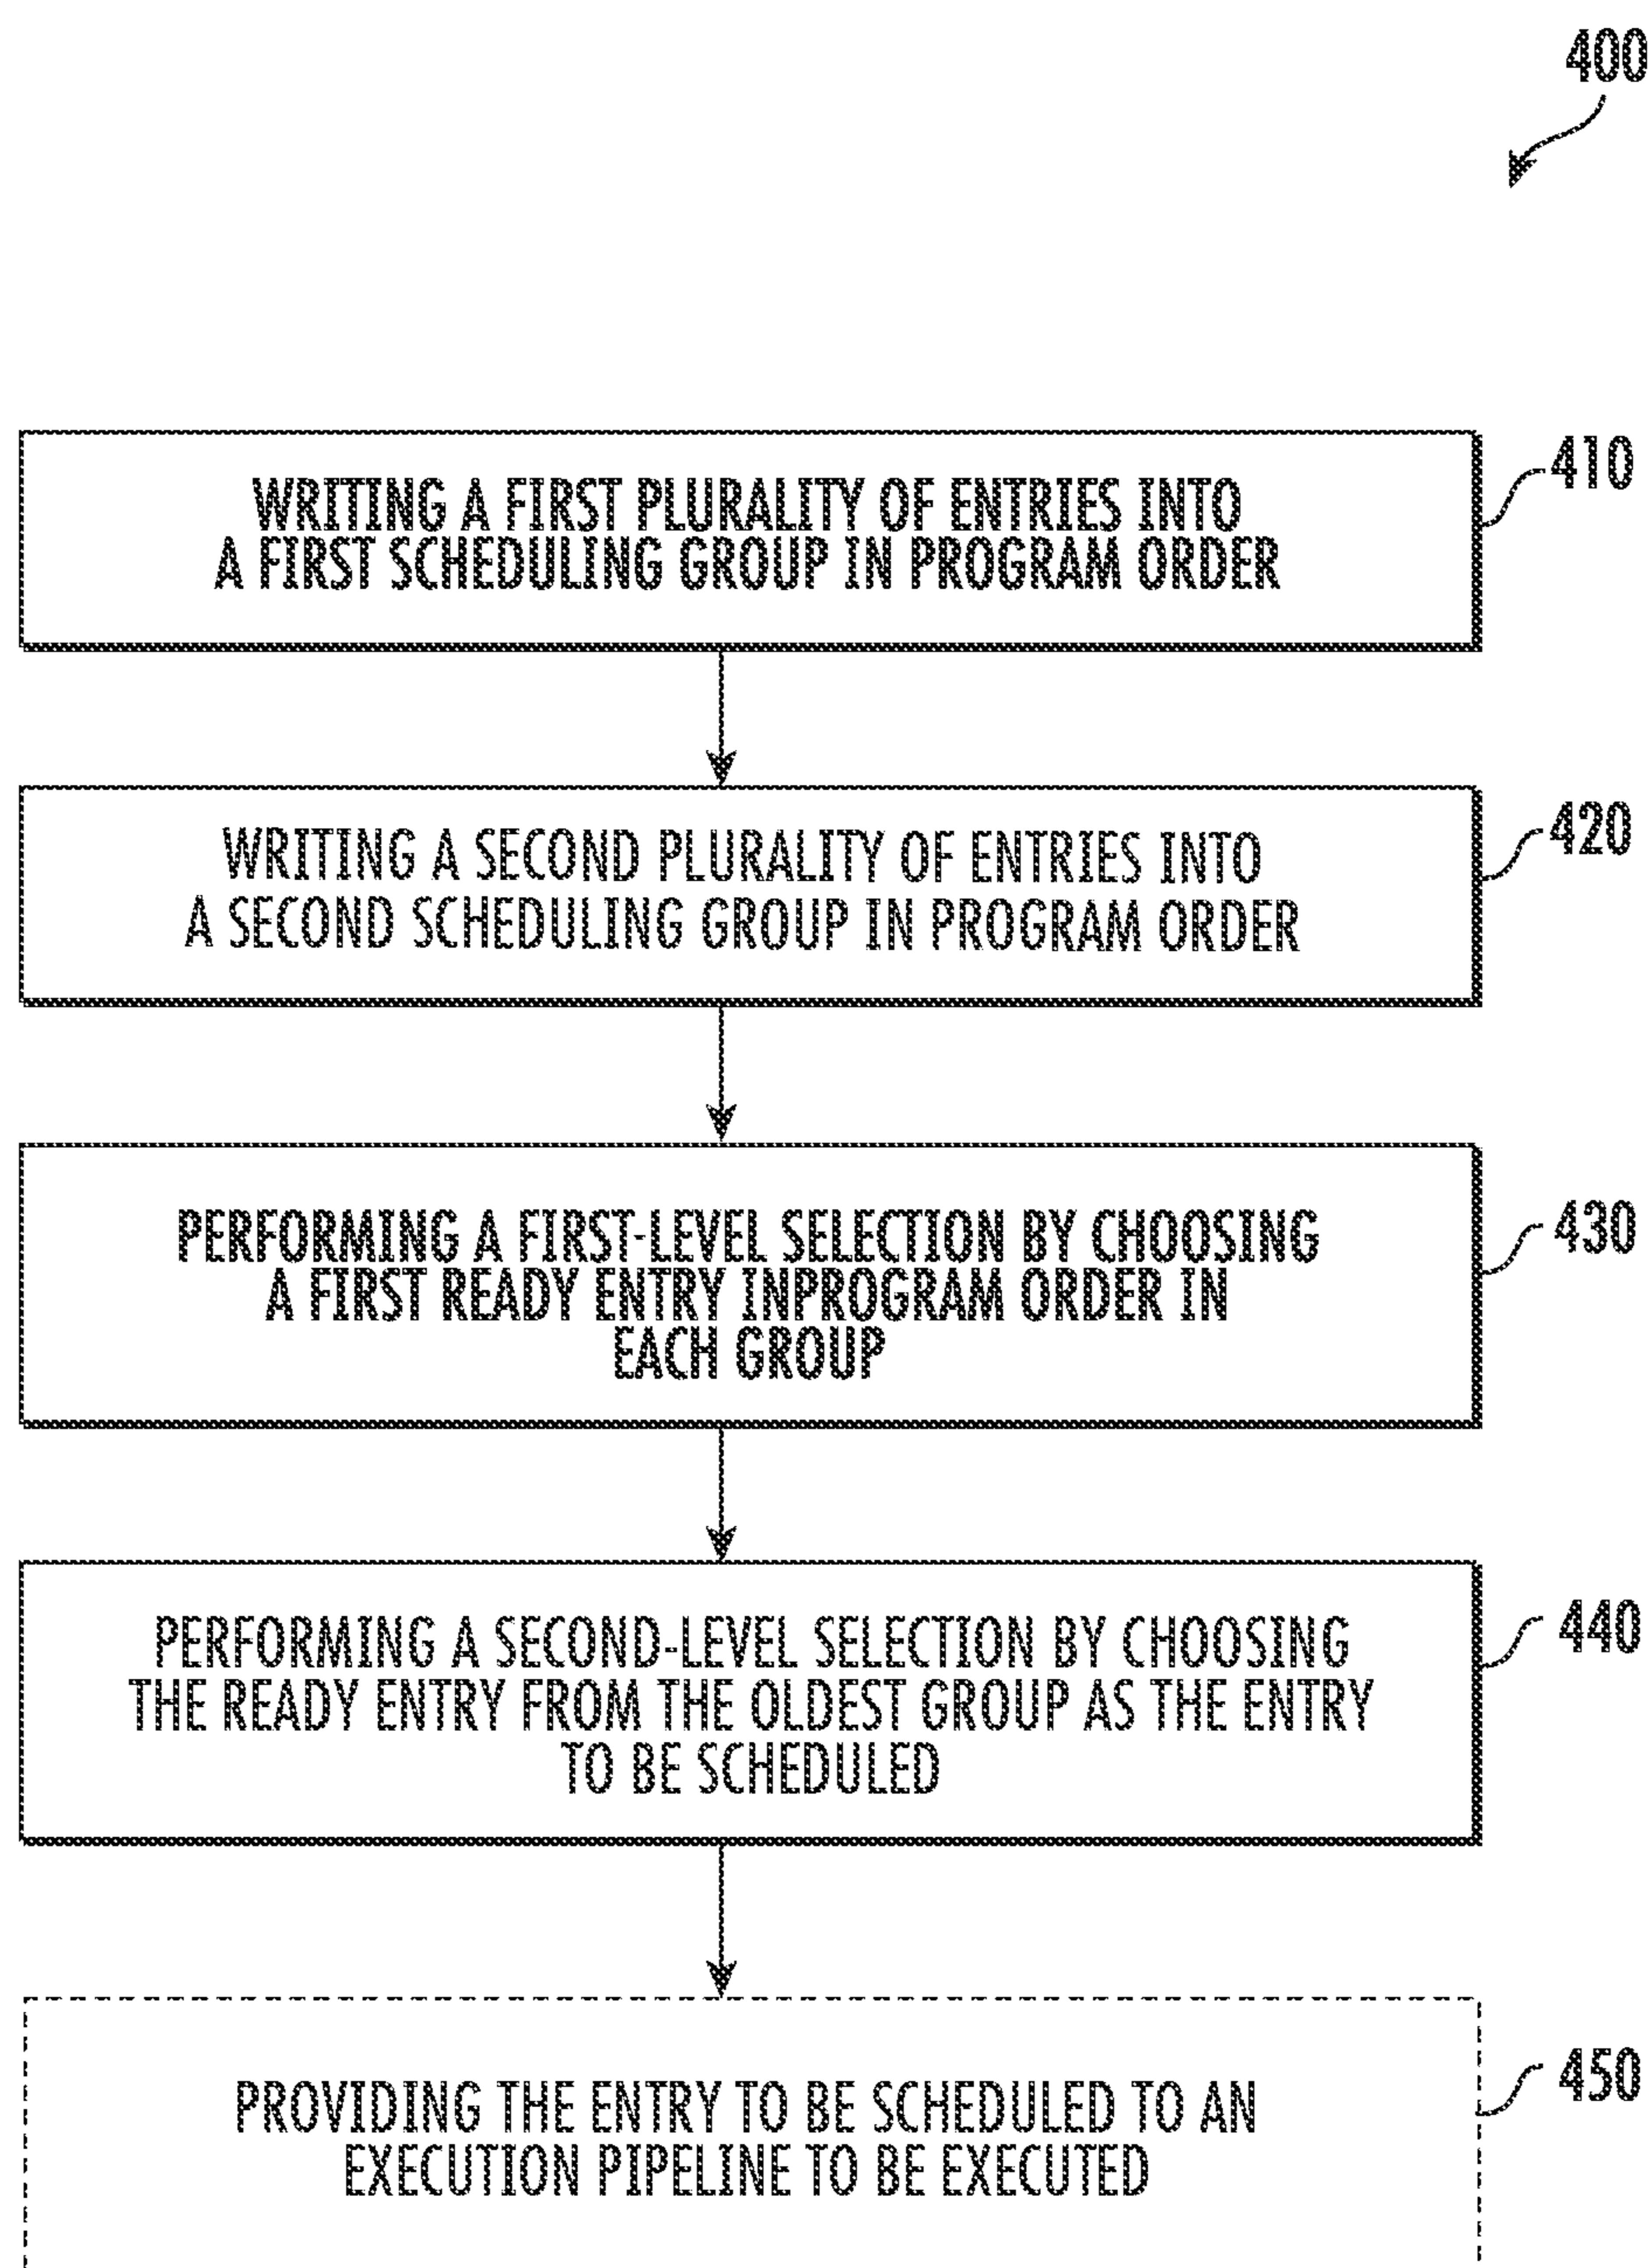 400
WRITING A FIRST PLURALITY OF ENTRIES INTO
A FIRST SCHEDULING GROUP IN PROGRAM ORDER
410
WRITING A SECOND PLURALITY OF ENTRIES INTO
A SECOND SCHEDULING GROUP IN PROGRAM ORDER
420
PERFORMING A FIRST-LEVEL SELECTION BY CHOOSING
A FIRST READY ENTRY INPROGRAM ORDER IN
EACH GROUP
430
PERFORMING A SECOND-LEVEL SELECTION BY CHOOSING
THE READY ENTRY FROM THE OLDEST GROUP AS THE ENTRY
TO BE SCHEDULED
440
PROVIDING THE ENTRY TO BE SCHEDULED TO AN
EXECUTION PIPELINE TO BE EXECUTED
450